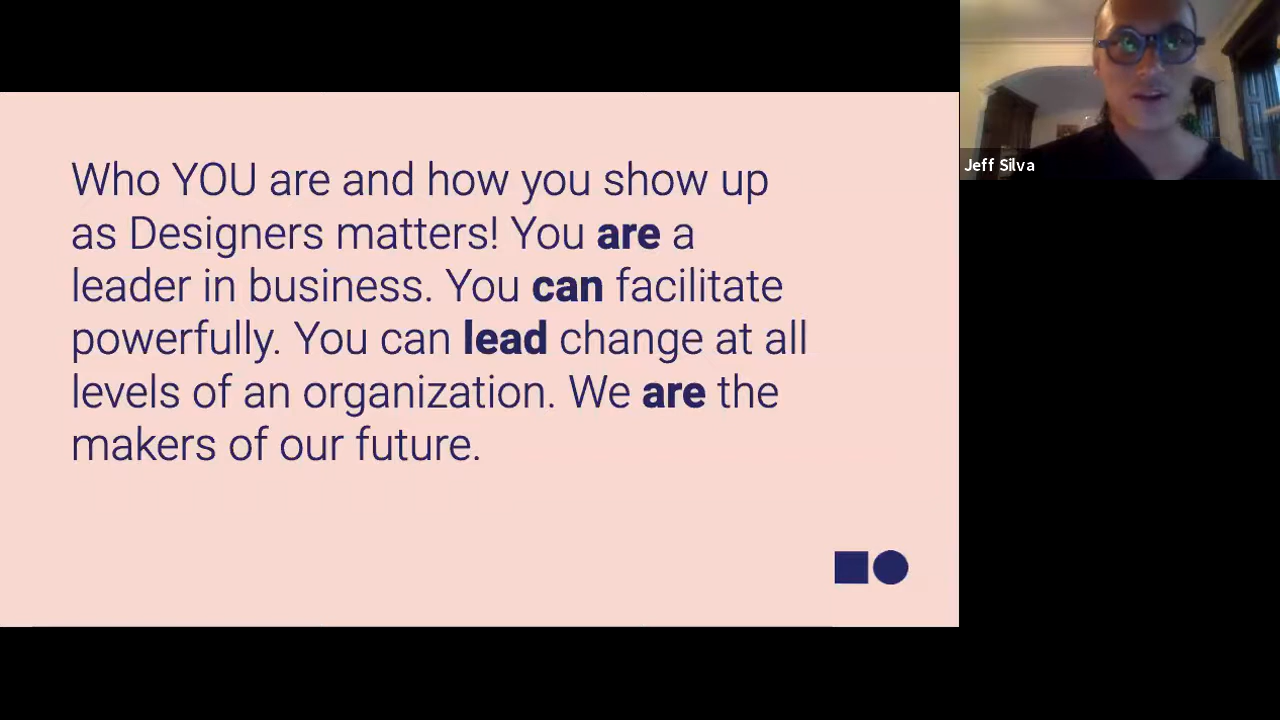 Who YOU are and how you show up
as Designers matters! You are a
leader in business. You can facilitate
powerfully. You can lead change at all
levels of an organization. We are the
makers of our future.
Jeff Silva